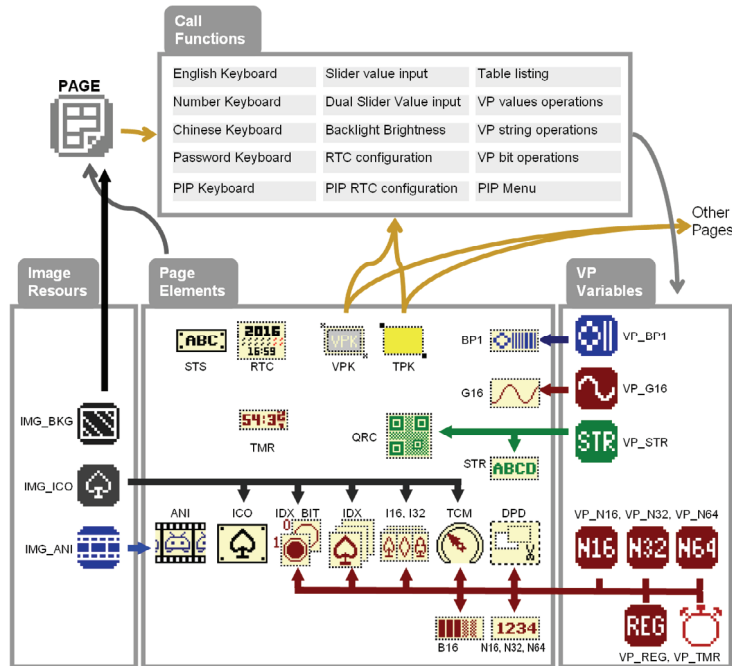 Call
Functions
PAGE
English Keyboard
Slider value input
Table listing
Number Keyboard
Dual Slider Value input
VP values operations
Chinese Keyboard
Backlight Brightness
VP string operations
Password Keyboard
RTC configuration
VP bit operations
PIP Keyboard
PIP RTC configuration
PIP Menu
Other
Pages
Image
Resours
Page
Elements
VP
Variables
ABC
STS
2016
16:59
RTC
VPK
VPK
TPK
BP1
VP_BP1
IMG_BKG
G16
VP_G16
54:35
TMR
QRC
STR
VP_STR
STR
ABCD
IMG_ICO
ANI
ICO
IDX_BIT
IDX
I16, I32
TCM
DPD
VP_N16, VP_N32, VP_N64
0
1
IMG_ANI
N16
N32
N64
B16
1234
N16, N32, N64
REG
VP_REG, VP_TMR